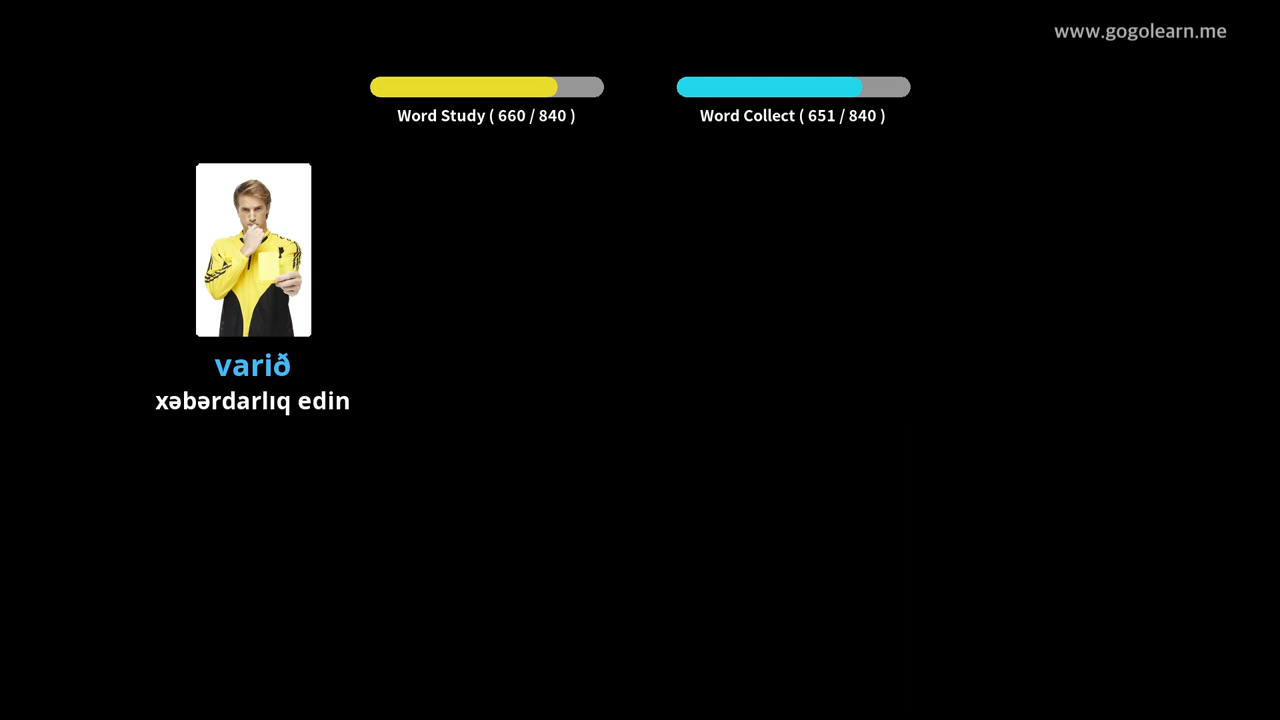 www.gogolearn.me
Word Study ( 660 / 840 )
Word Collect ( 651 / 840 )
varið
xəbərdarlıq edin